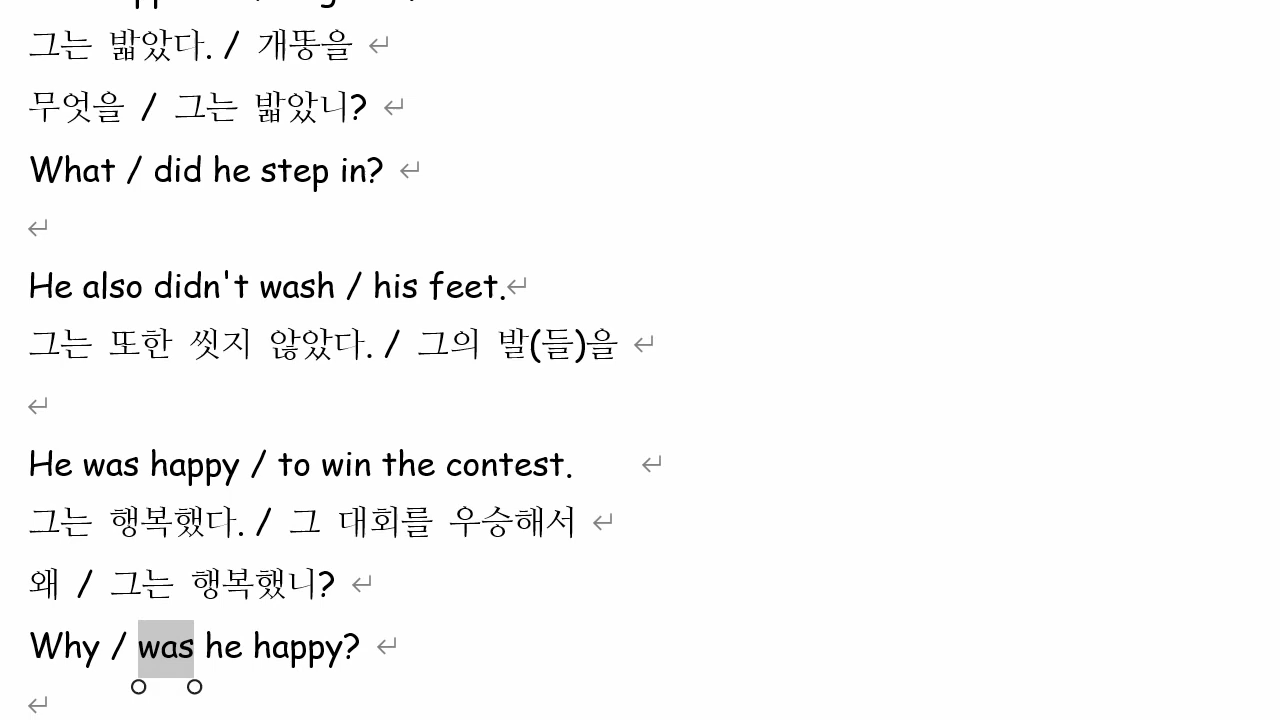 그는 밟았다. / 개똥을
무엇을 / 그는 밟았니?
What / did he step in?
He also didn't wash / his feet.
그는 또한 씻지 않았다. / 그의 발(들)을
He was happy / to win the contest.
그는 행복했다. / 그 대회를 우승해서
왜 / 그는 행복했니?
Why / was he happy?